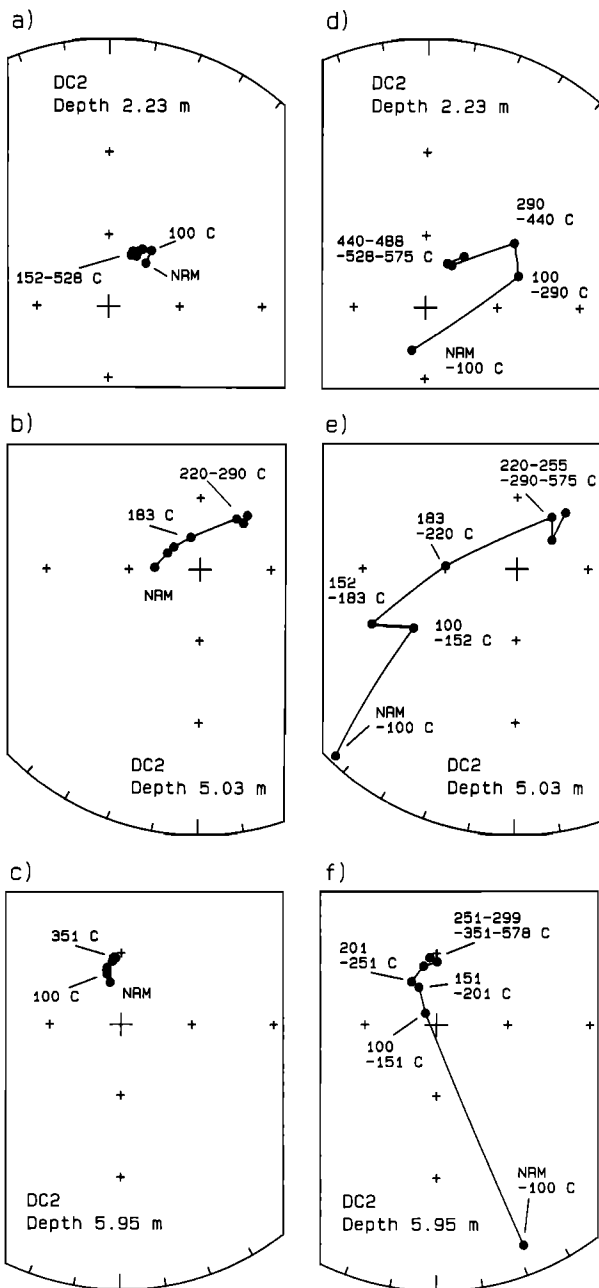 a)
DC2
Depth 2.23 m
100 C
152-528 C
NRM
d)
DC2
Depth 2.23 m
290
-440 C
440-488
-528-575 C
100
-290 C
NRM
-100 C
b)
220-290 C
183 C
NRM
DC2
Depth 5.03 m
e)
220-255
-290-575 C
183
-220 C
152
-183 C
100
-152 C
NRM
-100 C
DC2
Depth 5.03 m
c)
351 C
100 C
NRM
DC2
Depth 5.95 m
f)
251-299
-351-578 C
201
-251 C
151
-201 C
100
-151 C
NRM
-100 C
DC2
Depth 5.95 m